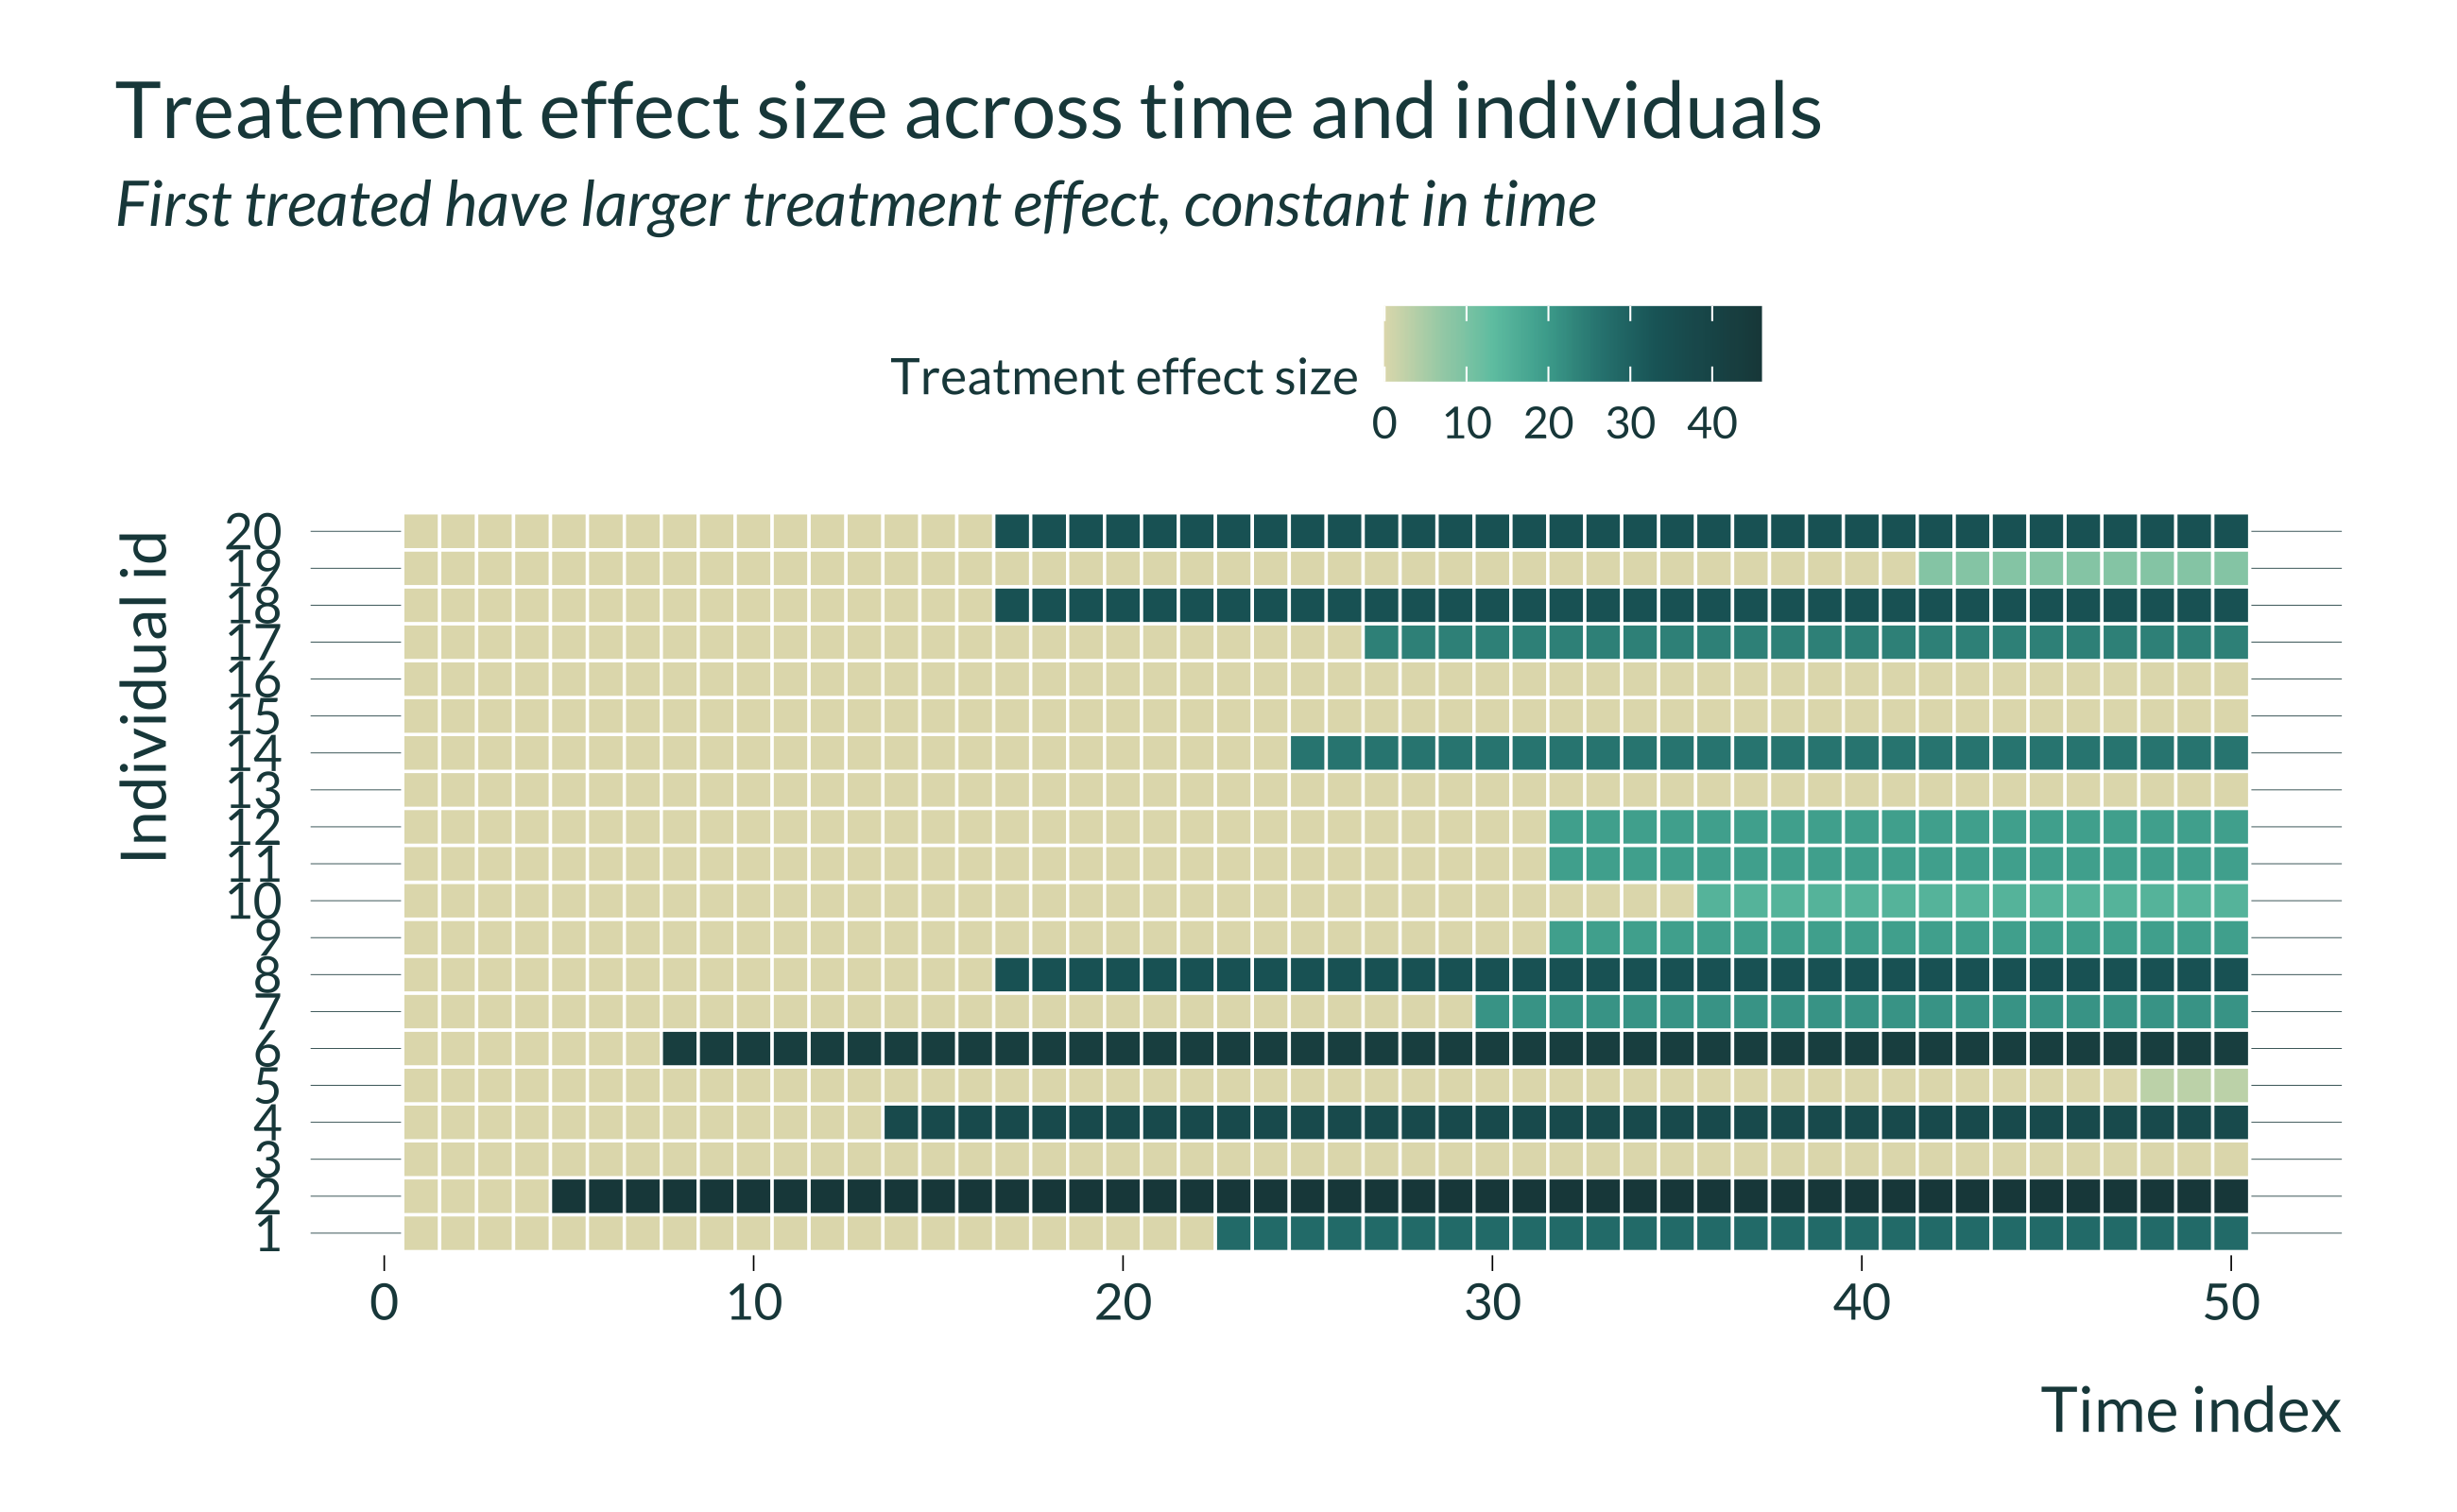 Treatement effect size across time and individuals
First treated have larger treatment effect, constant in time
Treatment effect size
0 10 20 30 40
Individual id
20
19
18
17
16
15
14
13
12
11
10
9
8
7
6
5
4
3
2
1
0 10 20 30 40 50
Time index